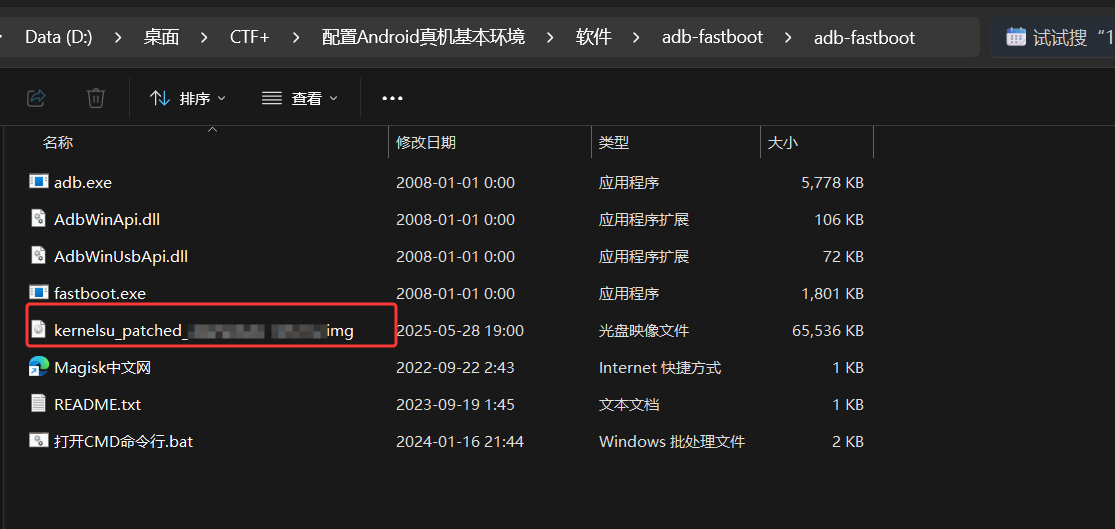 Data (D:) > 桌面 > CTF+ > 配置Android真机基本环境 > 软件 > adb-fastboot > adb-fastboot 试试搜 “1
排序 查看 •••
名称 修改日期 类型 大小
adb.exe 2008-01-01 0:00 应用程序 5,778 KB
AdbWinApi.dll 2008-01-01 0:00 应用程序扩展 106 KB
AdbWinUsbApi.dll 2008-01-01 0:00 应用程序扩展 72 KB
fastboot.exe 2008-01-01 0:00 应用程序 1,801 KB
kernelsu_patched_ img 2025-05-28 19:00 光盘映像文件 65,536 KB
Magisk中文网 2022-09-22 2:43 Internet 快捷方式 1 KB
README.txt 2023-09-19 1:45 文本文档 1 KB
打开CMD命令行.bat 2024-01-16 21:44 Windows 批处理文件 2 KB